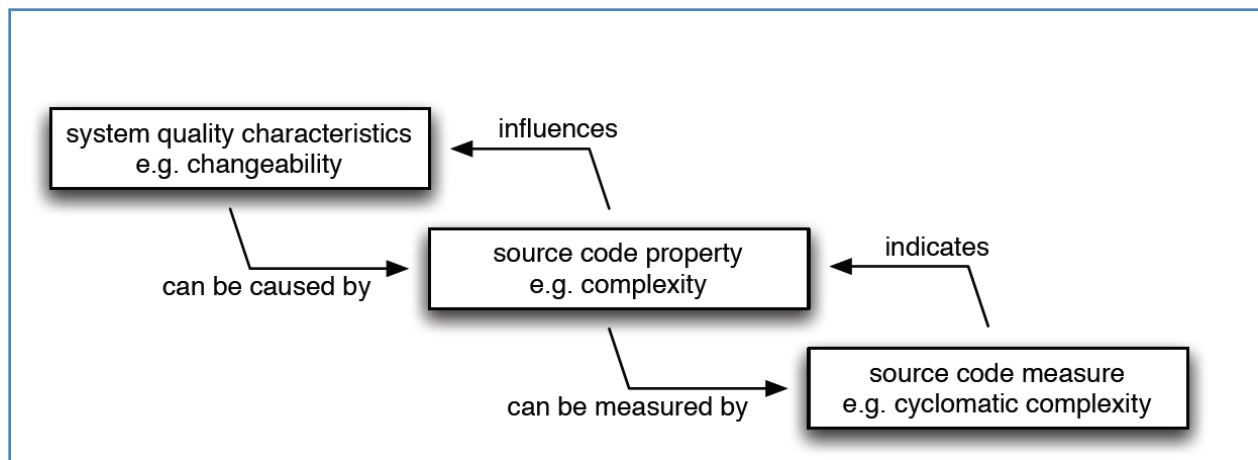 system quality characteristics
e.g. changeability
influences
can be caused by
source code property
e.g. complexity
indicates
can be measured by
source code measure
e.g. cyclomatic complexity